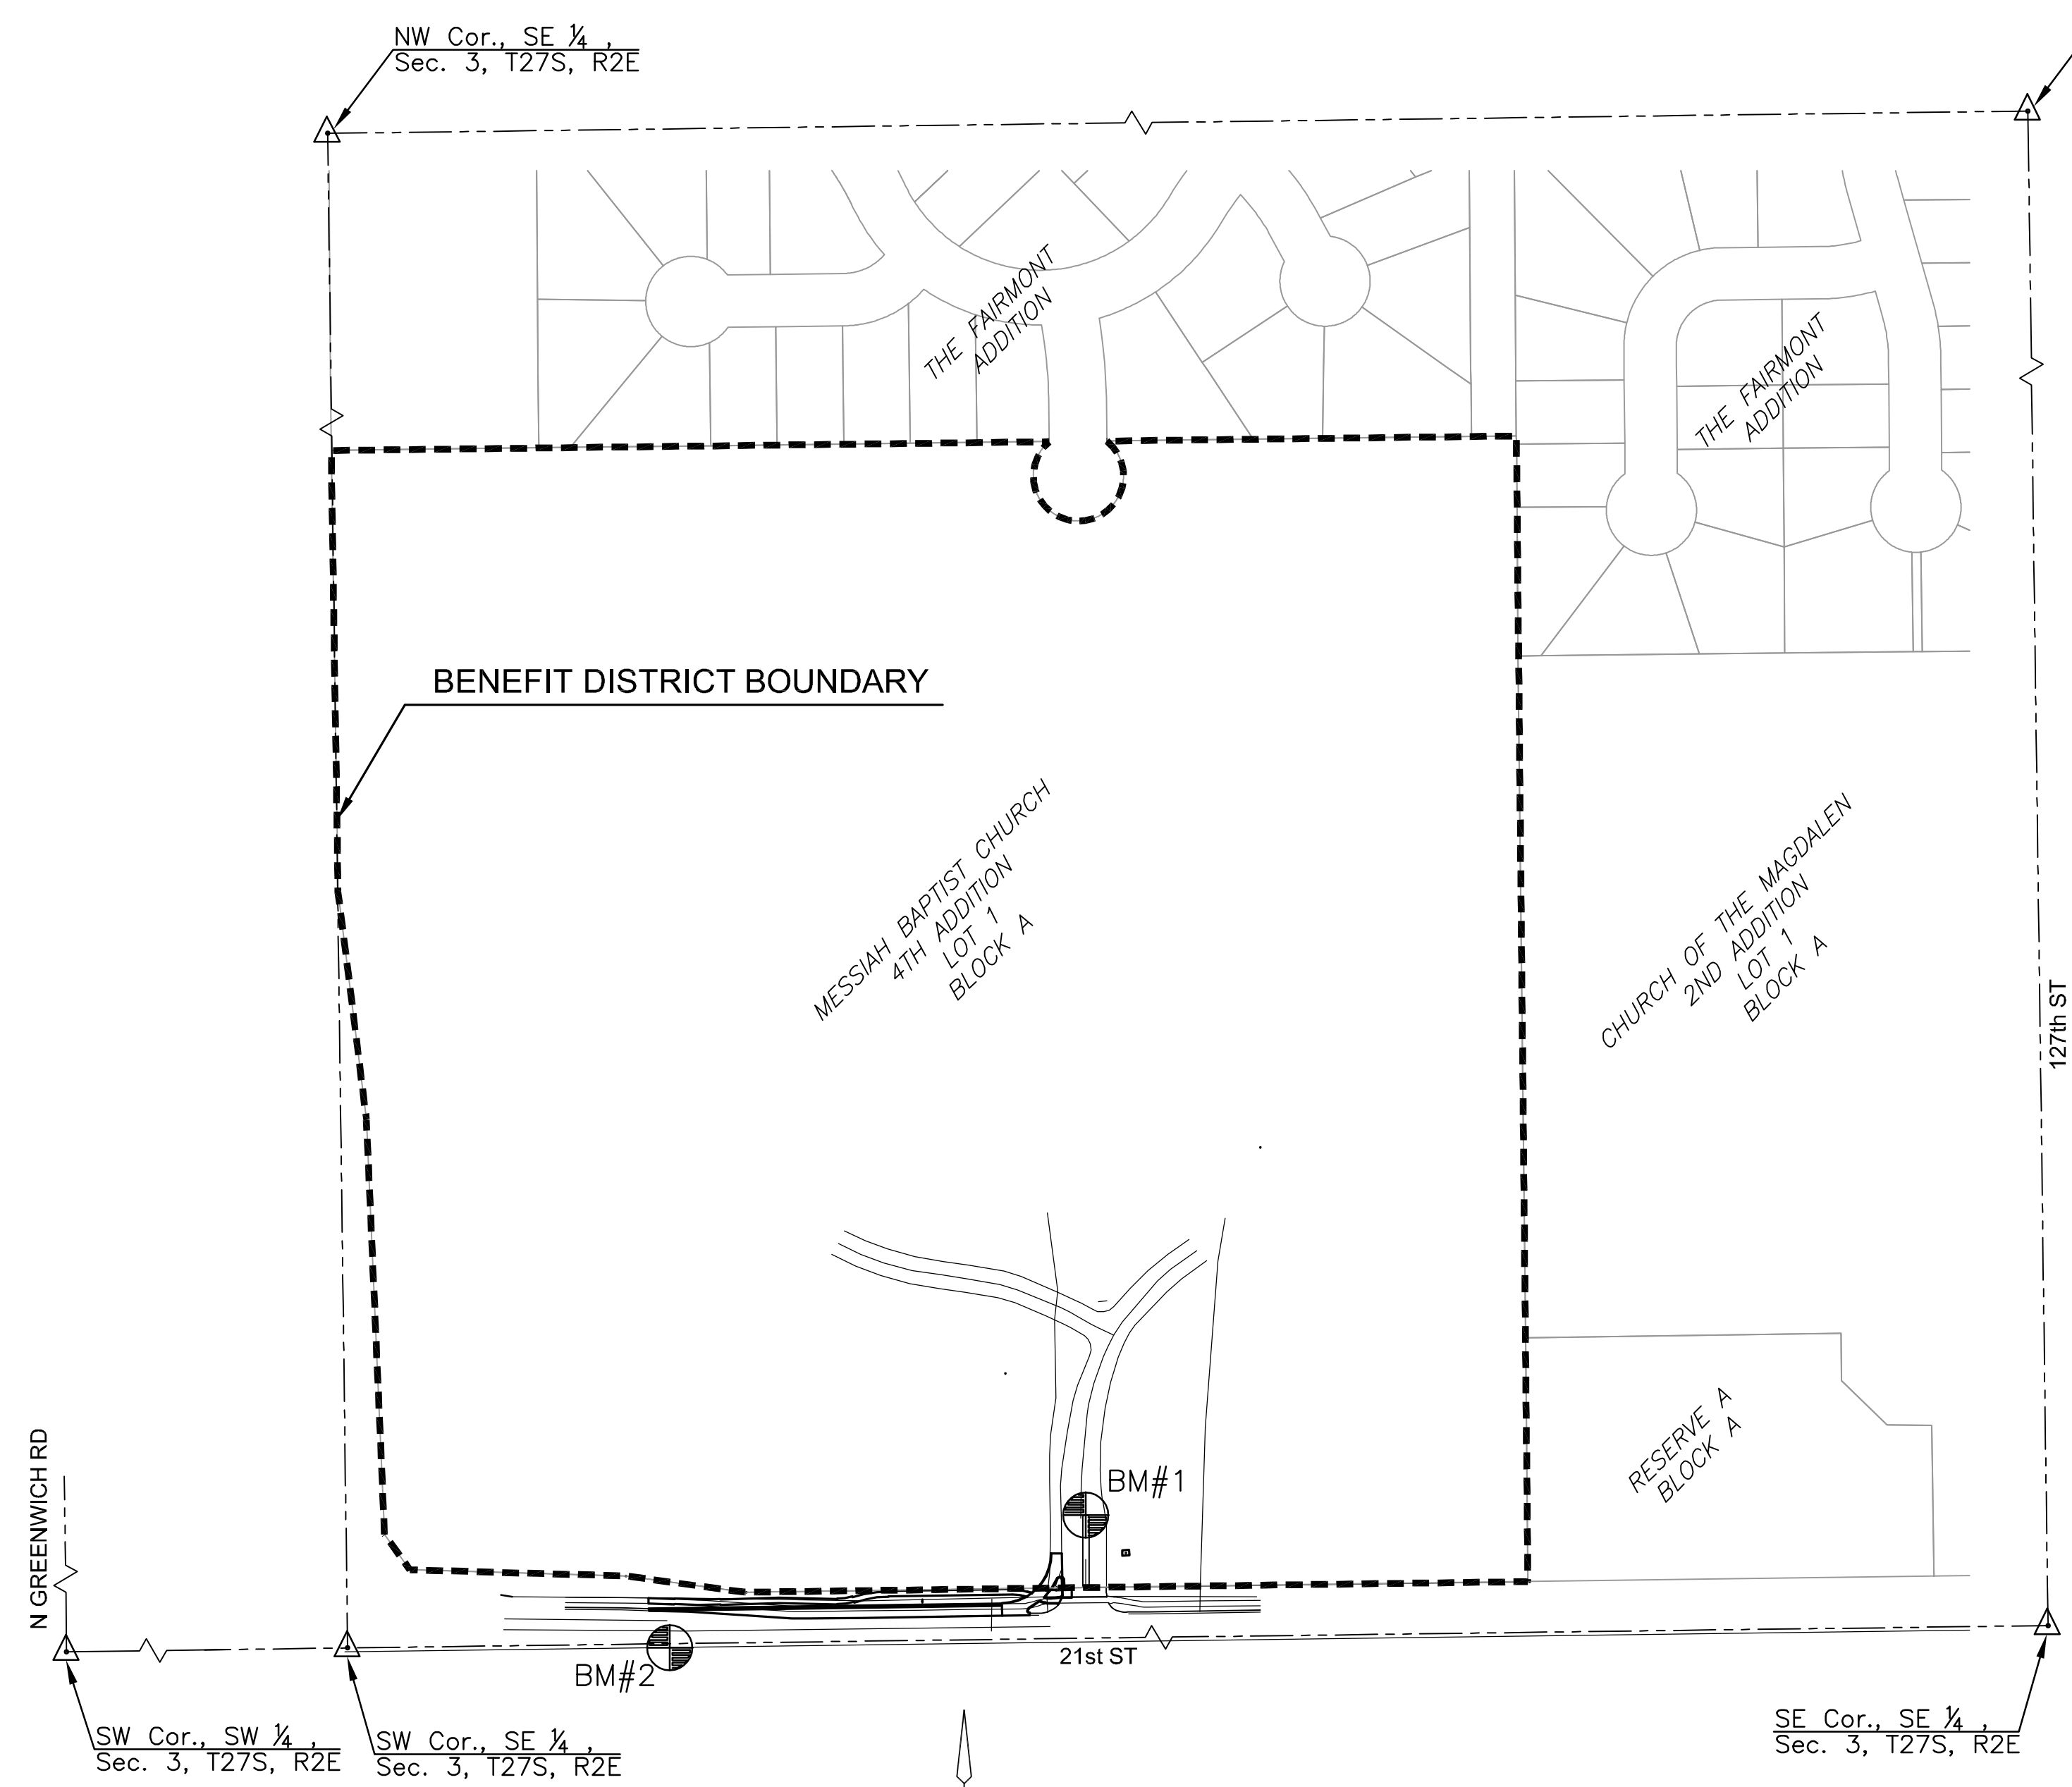 NW Cor., SE ¼ ,
Sec. 3, T27S, R2E
THE FAIRMONT
ADDITION
THE FAIRMONT
ADDITION
BENEFIT DISTRICT BOUNDARY
MESSIAH BAPTIST CHURCH
4TH ADDITION
LOT 1
BLOCK A
CHURCH OF THE MAGDALEN
2ND ADDITION
LOT 1
BLOCK A
127th ST
RESERVE A
BLOCK A
N GREENWICH RD
BM#1
BM#2
21st ST
SW Cor., SW ¼ ,
Sec. 3, T27S, R2E
SW Cor., SE ¼ ,
Sec. 3, T27S, R2E
SE Cor., SE ¼ ,
Sec. 3, T27S, R2E